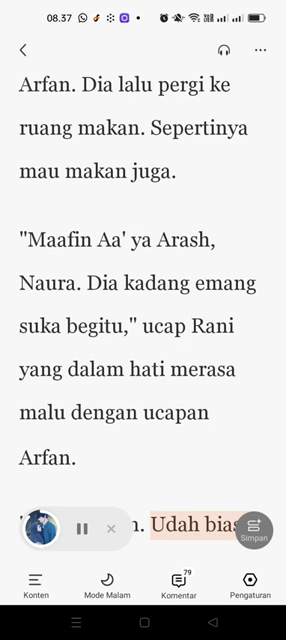 08.37
Arfan. Dia lalu pergi ke
ruang makan. Sepertinya
mau makan juga.
"Maafin Aa' ya Arash,
Naura. Dia kadang emang
suka begitu," ucap Rani
yang dalam hati merasa
malu dengan ucapan
Arfan.
Udah
Simpan
79
Konten
Mode Malam
Komentar
Pengaturan